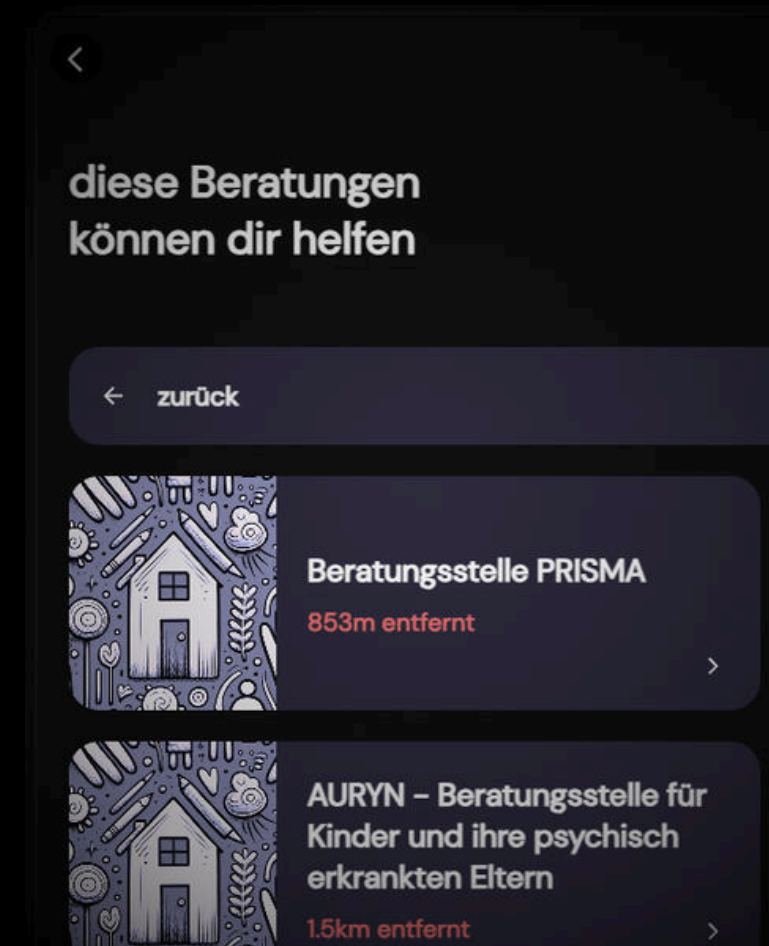 diese Beratungen
können dir helfen
zurück
Beratungsstelle PRISMA
853m entfernt
AURYN – Beratungsstelle für
Kinder und ihre psychisch
erkrankten Eltern
1.5km entfernt